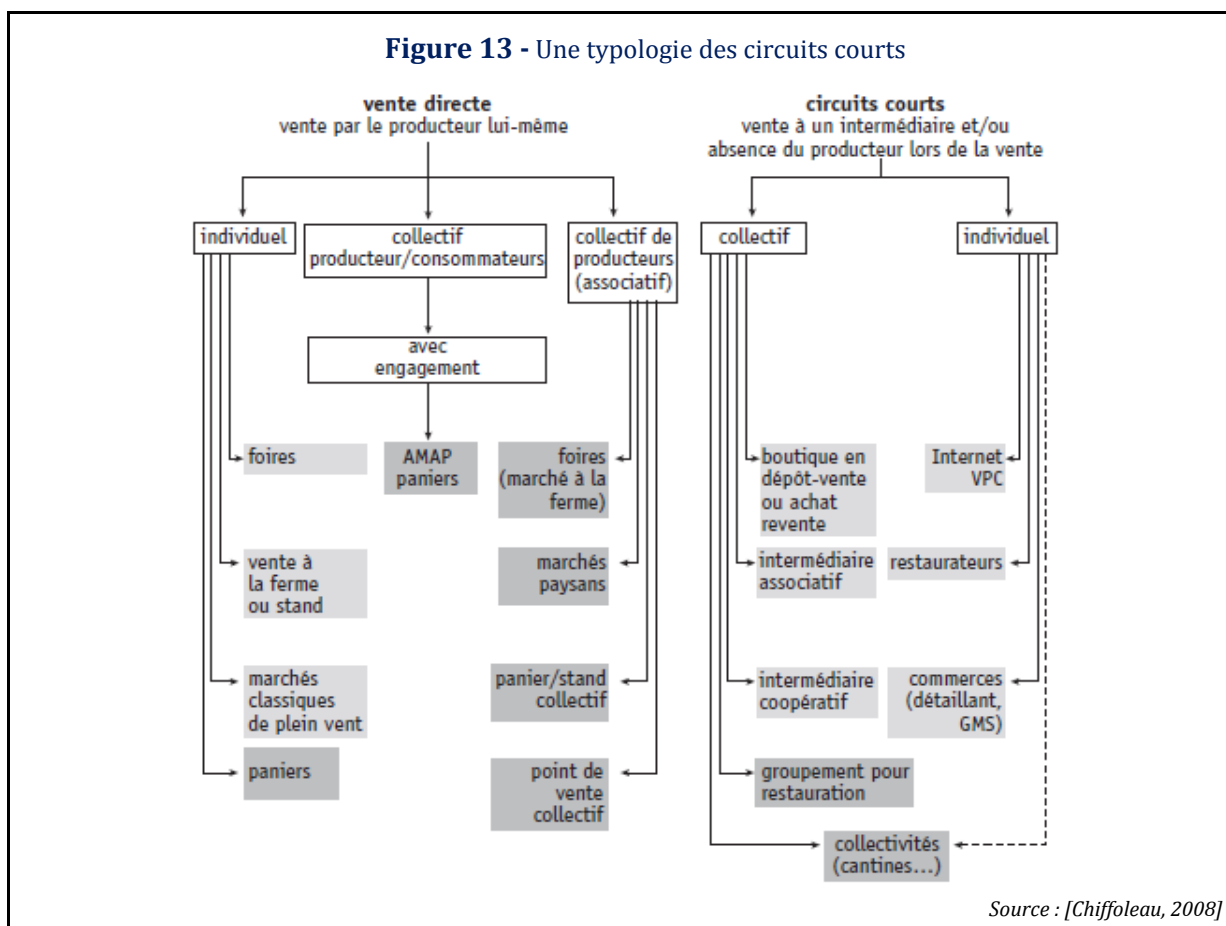 Figure 13 - Une typologie des circuits courts
vente directe
vente par le producteur lui-même
circuits courts
vente à un intermédiaire et/ou
absence du producteur lors de la vente
individuel
collectif
producteur/consommateurs
collectif de
producteurs
(associatif)
collectif
individuel
avec
engagement
foires
AMAP
paniers
foires
(marché à la
ferme)
boutique en
dépôt-vente
ou achat
revente
Internet
VPC
vente à
la ferme
ou stand
marchés
paysans
intermédiaire
associatif
restaurateurs
marchés
classiques
de plein vent
panier/stand
collectif
intermédiaire
coopératif
commerces
(détaillant,
GMS)
paniers
point de
vente
collectif
groupement pour
restauration
collectivités
(cantines...)
Source : [Chiffoleau, 2008]